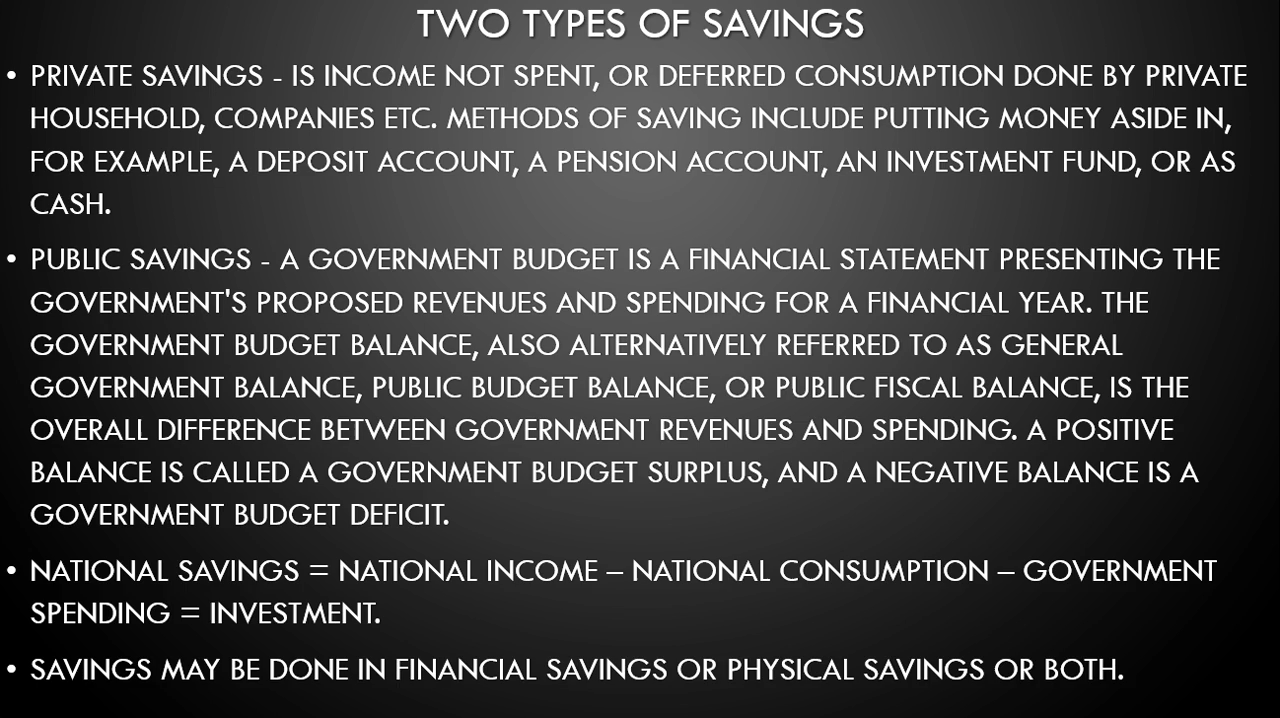 TWO TYPES OF SAVINGS
• PRIVATE SAVINGS - IS INCOME NOT SPENT, OR DEFERRED CONSUMPTION DONE BY PRIVATE
HOUSEHOLD, COMPANIES ETC. METHODS OF SAVING INCLUDE PUTTING MONEY ASIDE IN,
FOR EXAMPLE, A DEPOSIT ACCOUNT, A PENSION ACCOUNT, AN INVESTMENT FUND, OR AS
CASH.
• PUBLIC SAVINGS - A GOVERNMENT BUDGET IS A FINANCIAL STATEMENT PRESENTING THE
GOVERNMENT'S PROPOSED REVENUES AND SPENDING FOR A FINANCIAL YEAR. THE
GOVERNMENT BUDGET BALANCE, ALSO ALTERNATIVELY REFERRED TO AS GENERAL
GOVERNMENT BALANCE, PUBLIC BUDGET BALANCE, OR PUBLIC FISCAL BALANCE, IS THE
OVERALL DIFFERENCE BETWEEN GOVERNMENT REVENUES AND SPENDING. A POSITIVE
BALANCE IS CALLED A GOVERNMENT BUDGET SURPLUS, AND A NEGATIVE BALANCE IS A
GOVERNMENT BUDGET DEFICIT.
• NATIONAL SAVINGS = NATIONAL INCOME – NATIONAL CONSUMPTION – GOVERNMENT
SPENDING = INVESTMENT.
• SAVINGS MAY BE DONE IN FINANCIAL SAVINGS OR PHYSICAL SAVINGS OR BOTH.